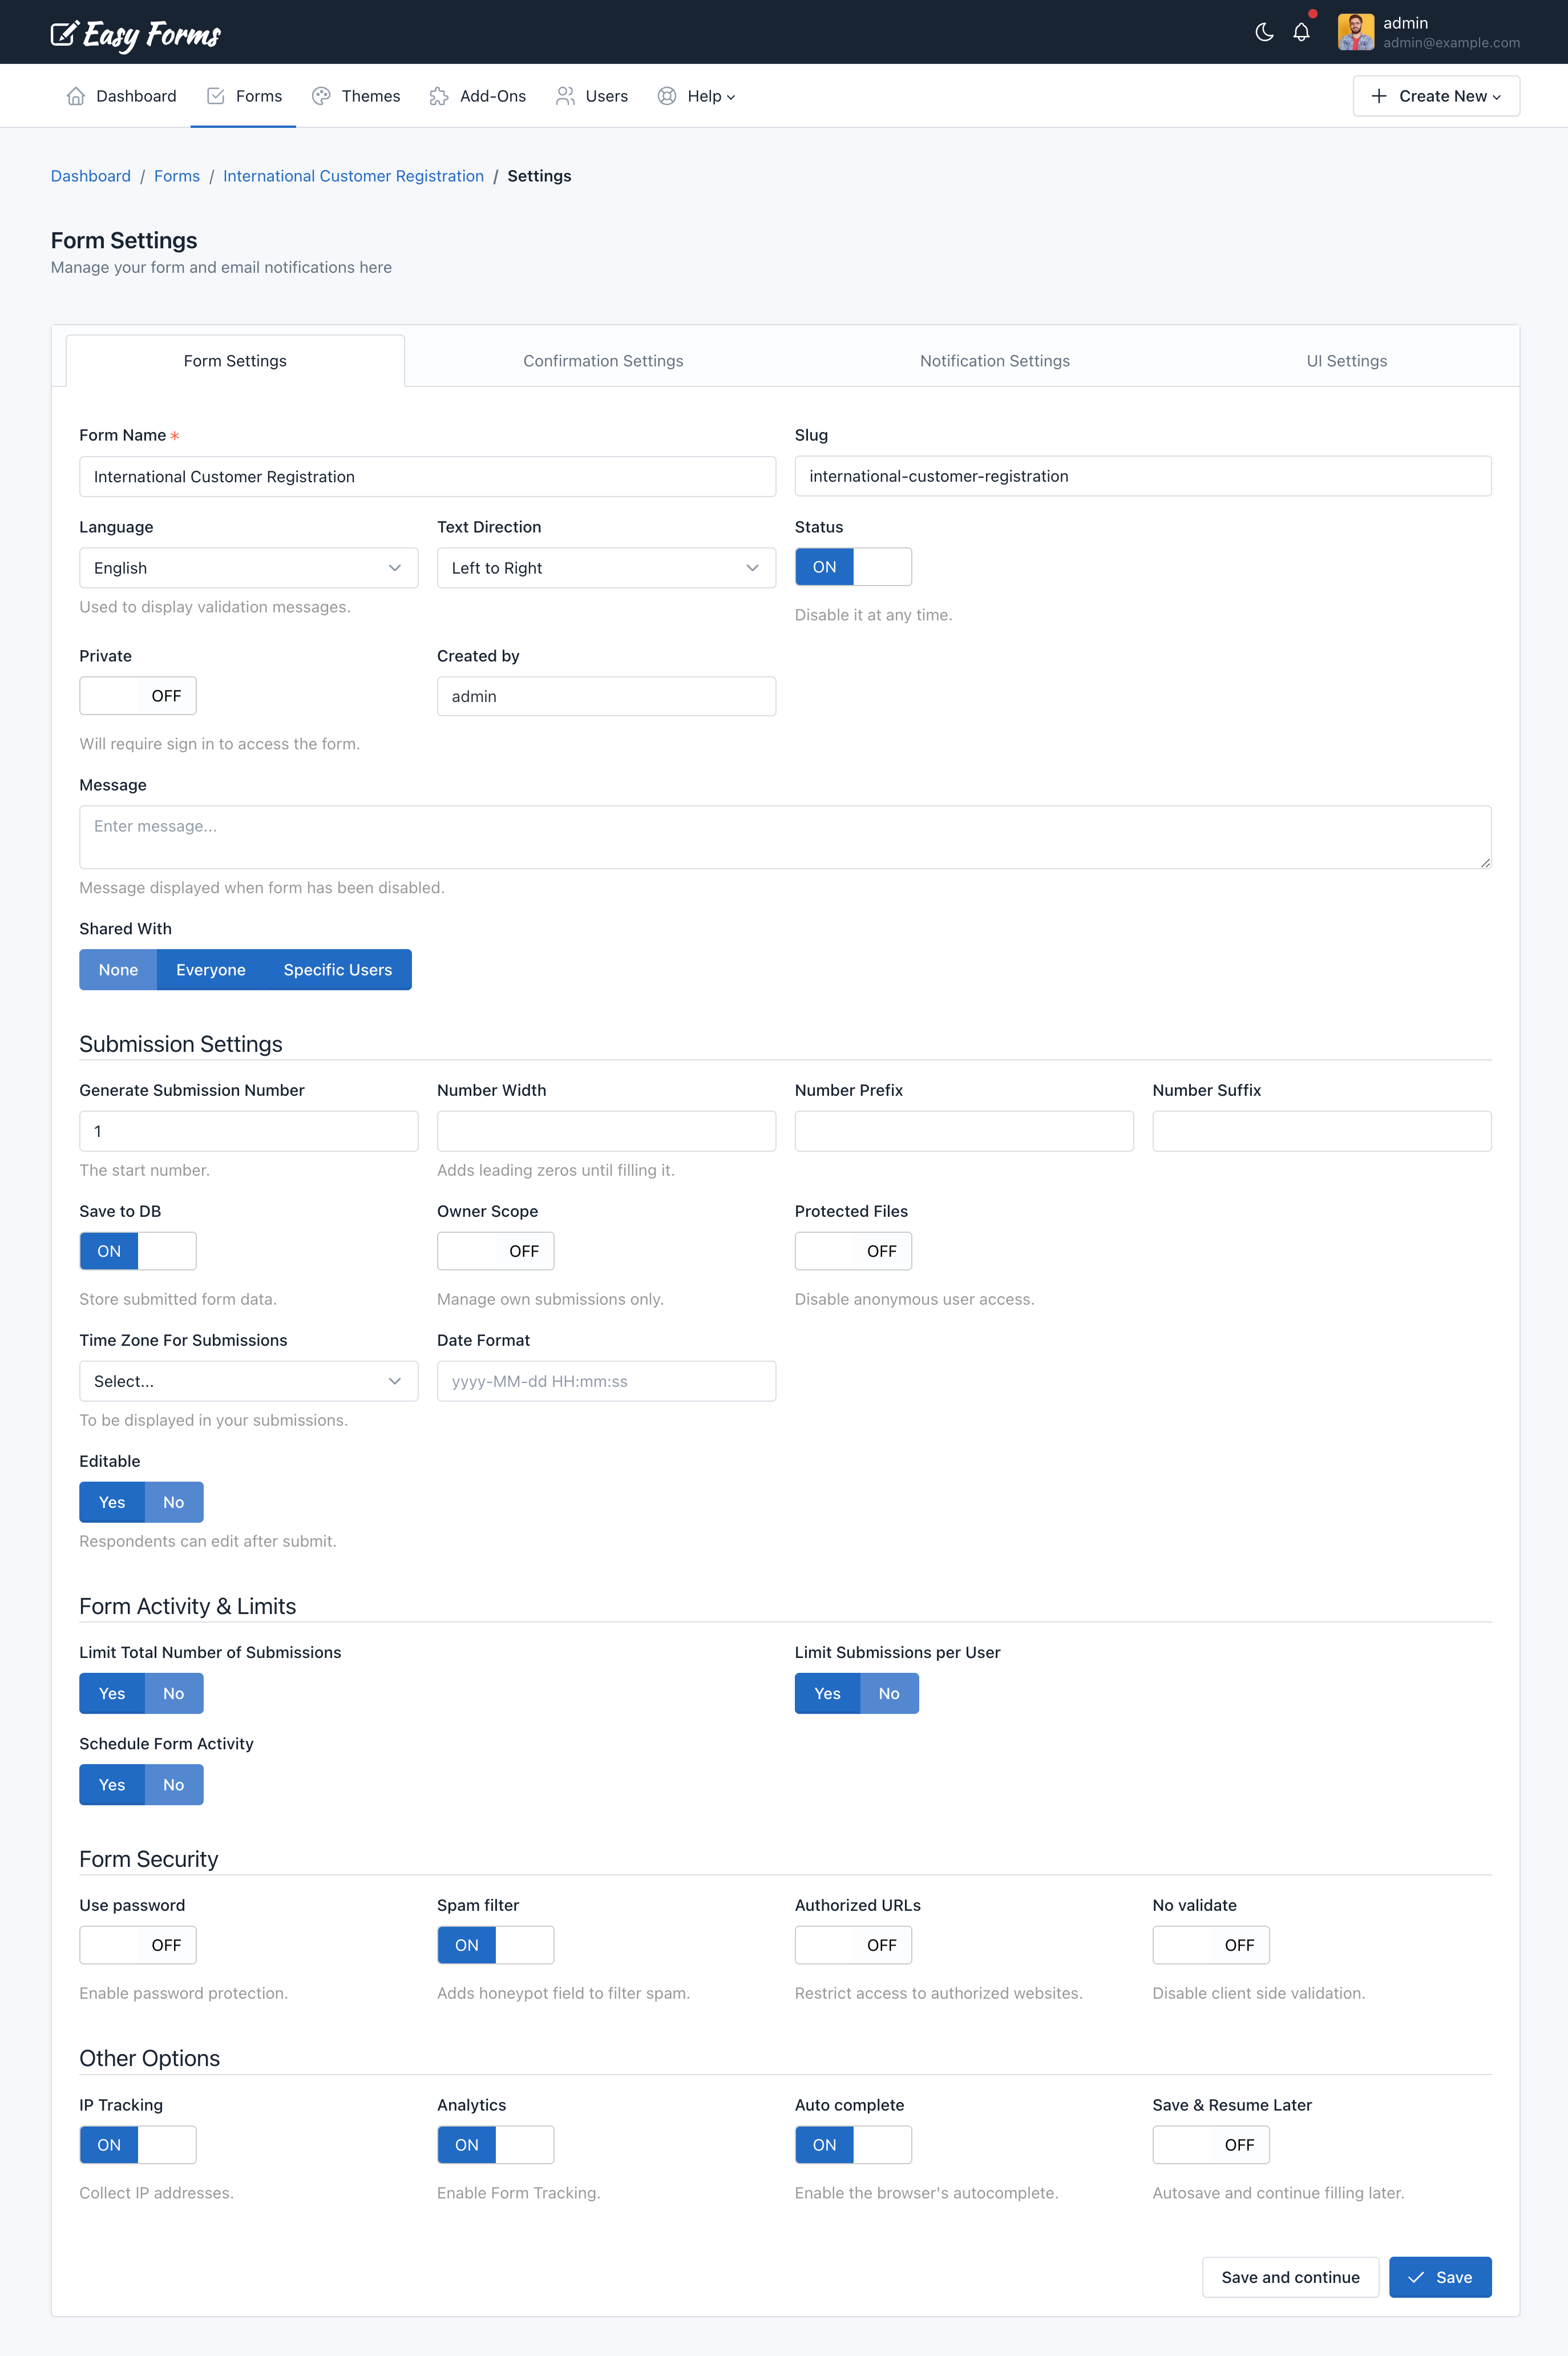 Easy Forms
admin
admin@example.com
Dashboard Forms Themes Add-Ons Users Help Create New
Dashboard / Forms / International Customer Registration / Settings
Form Settings
Manage your form and email notifications here
Form Settings Confirmation Settings Notification Settings UI Settings
Form Name * Slug
International Customer Registration international-customer-registration
Language Text Direction Status
English Left to Right ON
Used to display validation messages. Disable it at any time.
Private Created by
OFF admin
Will require sign in to access the form.
Message
Enter message...
Message displayed when form has been disabled.
Shared With
None Everyone Specific Users
Submission Settings
Generate Submission Number Number Width Number Prefix Number Suffix
1
The start number. Adds leading zeros until filling it.
Save to DB Owner Scope Protected Files
ON OFF OFF
Store submitted form data. Manage own submissions only. Disable anonymous user access.
Time Zone For Submissions Date Format
Select... yyyy-MM-dd HH:mm:ss
To be displayed in your submissions.
Editable
Yes No
Respondents can edit after submit.
Form Activity & Limits
Limit Total Number of Submissions Limit Submissions per User
Yes No Yes No
Schedule Form Activity
Yes No
Form Security
Use password Spam filter Authorized URLs No validate
OFF ON OFF OFF
Enable password protection. Adds honeypot field to filter spam. Restrict access to authorized websites. Disable client side validation.
Other Options
IP Tracking Analytics Auto complete Save & Resume Later
ON ON ON OFF
Collect IP addresses. Enable Form Tracking. Enable the browser's autocomplete. Autosave and continue filling later.
Save and continue Save